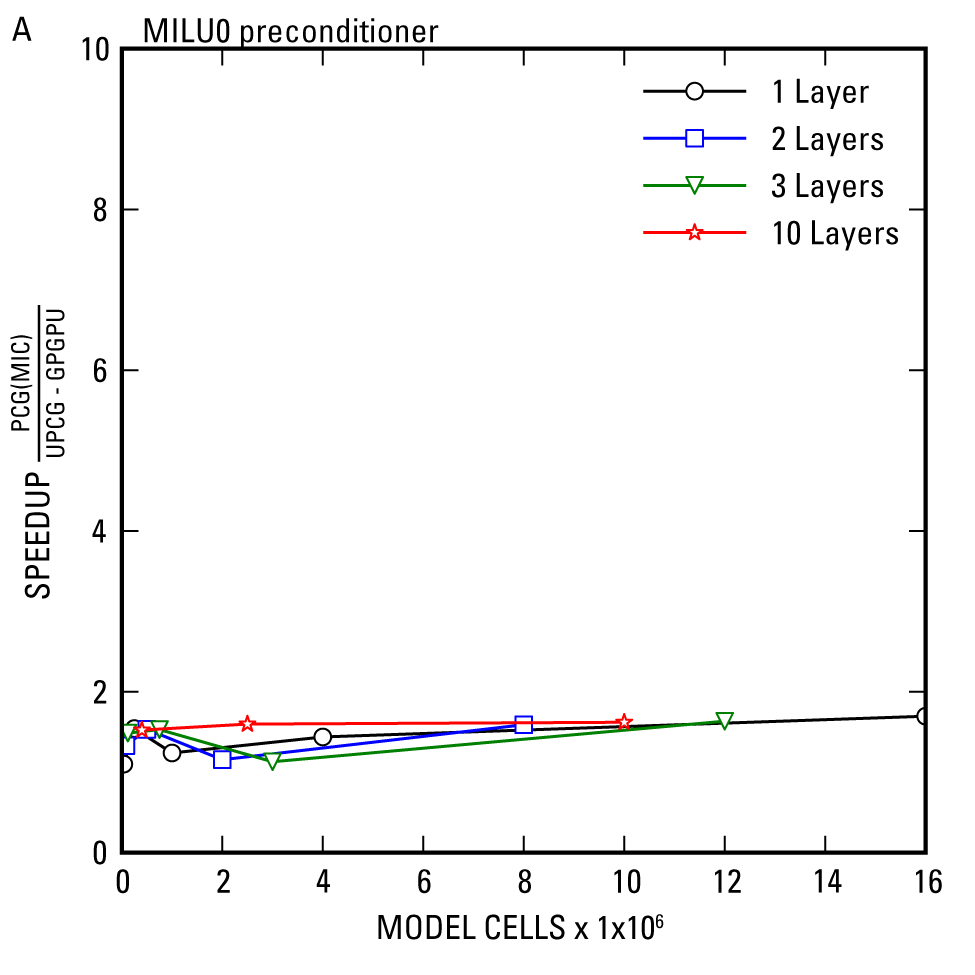 A
MILU0 preconditioner
10
8
6
4
2
0
1 Layer
2 Layers
3 Layers
10 Layers
SPEEDUP PCG(MIC)
UPCG - GPGPU
0 2 4 6 8 10 12 14 16
MODEL CELLS x 1x10⁶